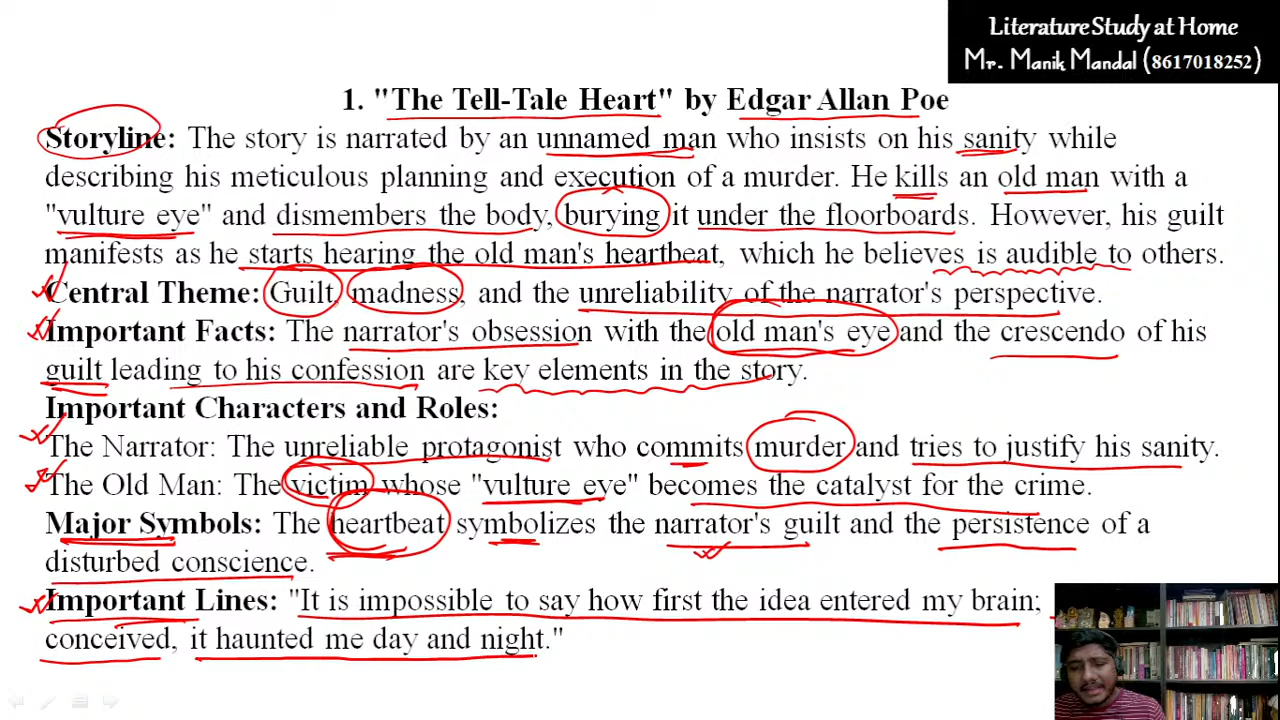 Literature Study at Home
Mr. Manik Mandal (8617018252)
1. "The Tell-Tale Heart" by Edgar Allan Poe
Storyline: The story is narrated by an unnamed man who insists on his sanity while
describing his meticulous planning and execution of a murder. He kills an old man with a
"vulture eye" and dismembers the body, burying it under the floorboards. However, his guilt
manifests as he starts hearing the old man's heartbeat, which he believes is audible to others.
Central Theme: Guilt, madness, and the unreliability of the narrator's perspective.
Important Facts: The narrator's obsession with the old man's eye and the crescendo of his
guilt leading to his confession are key elements in the story.
Important Characters and Roles:
The Narrator: The unreliable protagonist who commits murder and tries to justify his sanity.
The Old Man: The victim whose "vulture eye" becomes the catalyst for the crime.
Major Symbols: The heartbeat symbolizes the narrator's guilt and the persistence of a
disturbed conscience.
Important Lines: "It is impossible to say how first the idea entered my brain;
conceived, it haunted me day and night."